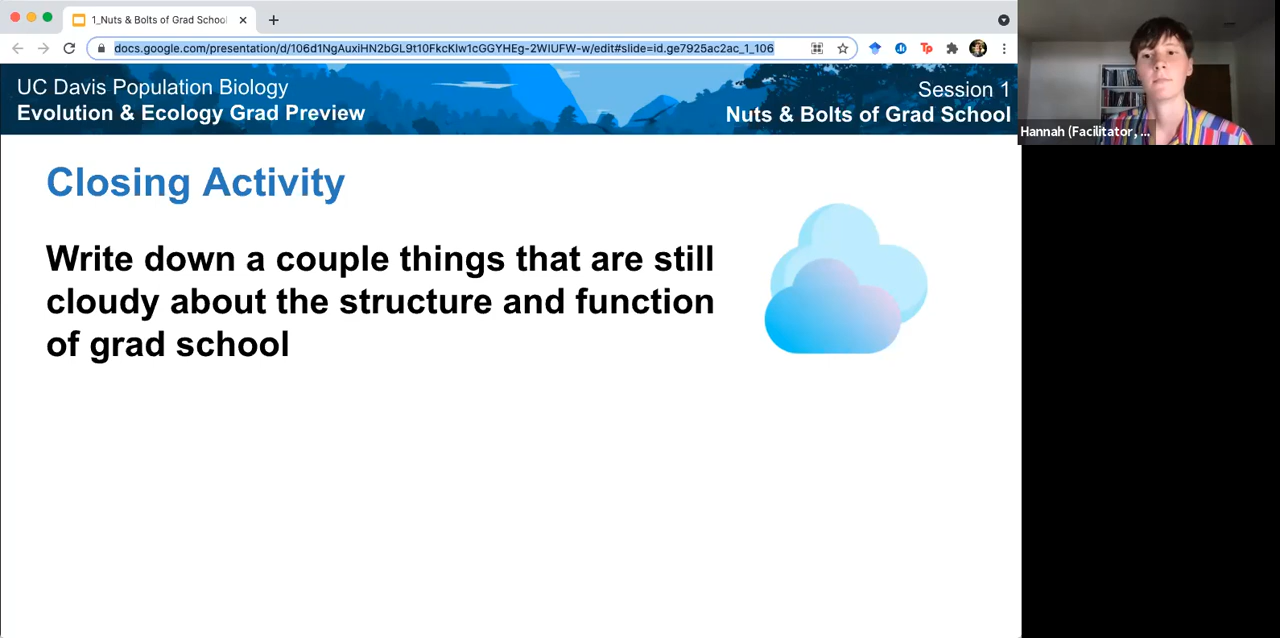 1_Nuts & Bolts of Grad School
docs.google.com/presentation/d/106d1NgAuxiHN2bGL9t10FkcKlw1cGGYHEg-2WIUFW-w/edit#slide=id.ge7925ac2ac_1_106
Tp
UC Davis Population Biology
Evolution & Ecology Grad Preview
Session 1
Nuts & Bolts of Grad School
Hannah (Facilitator, ...
Closing Activity
Write down a couple things that are still
cloudy about the structure and function
of grad school